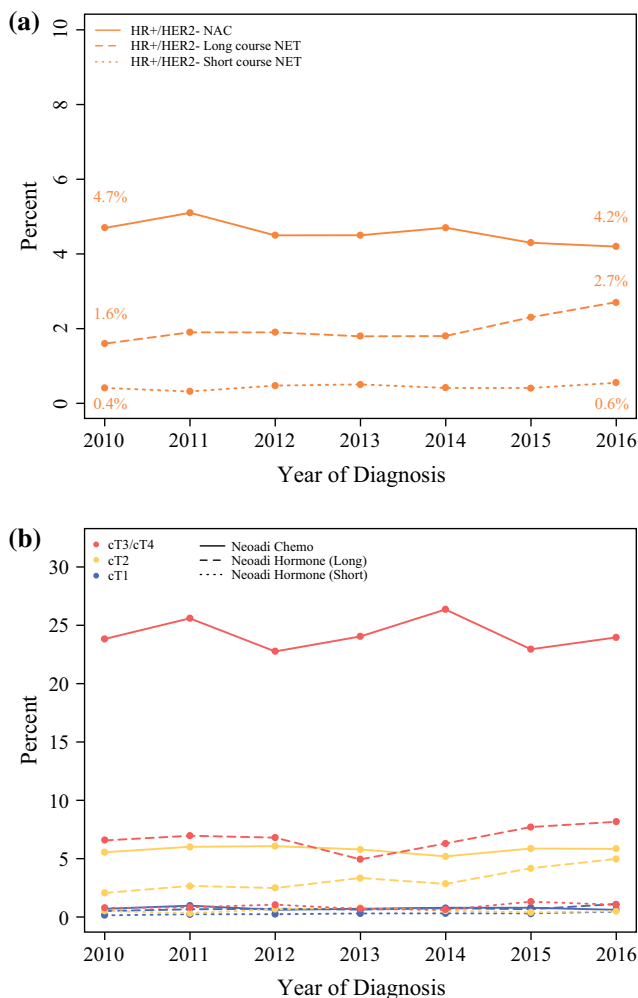 (a)
HR+/HER2- NAC
HR+/HER2- Long course NET
HR+/HER2- Short course NET
10
8
6
4
2
0
Percent
4.7%
4.2%
2.7%
1.6%
0.4%
0.6%
2010 2011 2012 2013 2014 2015 2016
Year of Diagnosis
(b)
cT3/cT4
cT2
cT1
Neoadi Chemo
Neoadi Hormone (Long)
Neoadi Hormone (Short)
30
25
20
15
10
5
0
Percent
2010 2011 2012 2013 2014 2015 2016
Year of Diagnosis